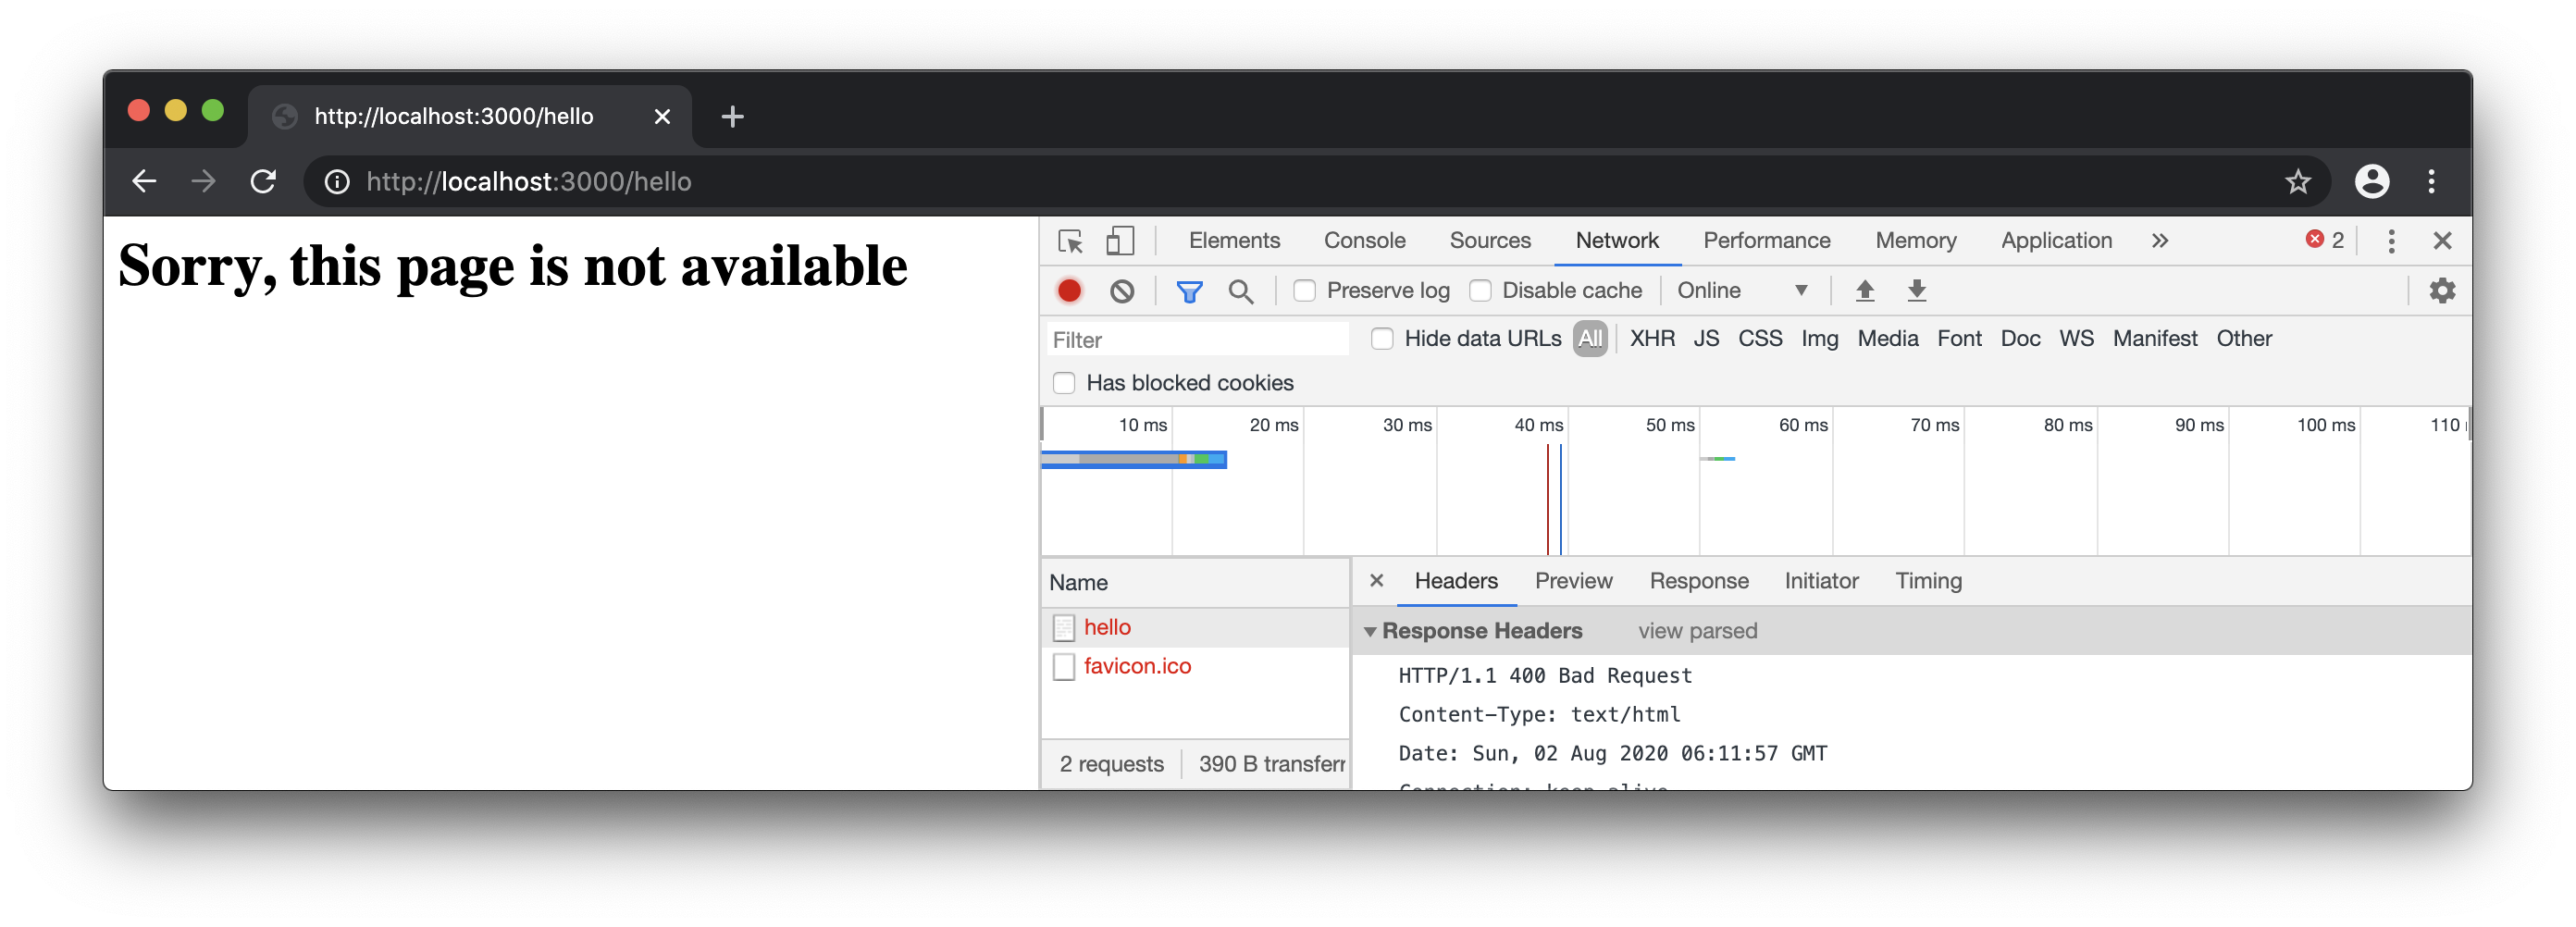 http://localhost:3000/hello
http://localhost:3000/hello
Sorry, this page is not available
Elements Console Sources Network Performance Memory Application » 2
Preserve log Disable cache Online
Filter Hide data URLs All XHR JS CSS Img Media Font Doc WS Manifest Other
Has blocked cookies
10 ms 20 ms 30 ms 40 ms 50 ms 60 ms 70 ms 80 ms 90 ms 100 ms 110
Name
hello
favicon.ico
2 requests 390 B transferr
Headers Preview Response Initiator Timing
Response Headers view parsed
HTTP/1.1 400 Bad Request
Content-Type: text/html
Date: Sun, 02 Aug 2020 06:11:57 GMT
Connection: keep-alive